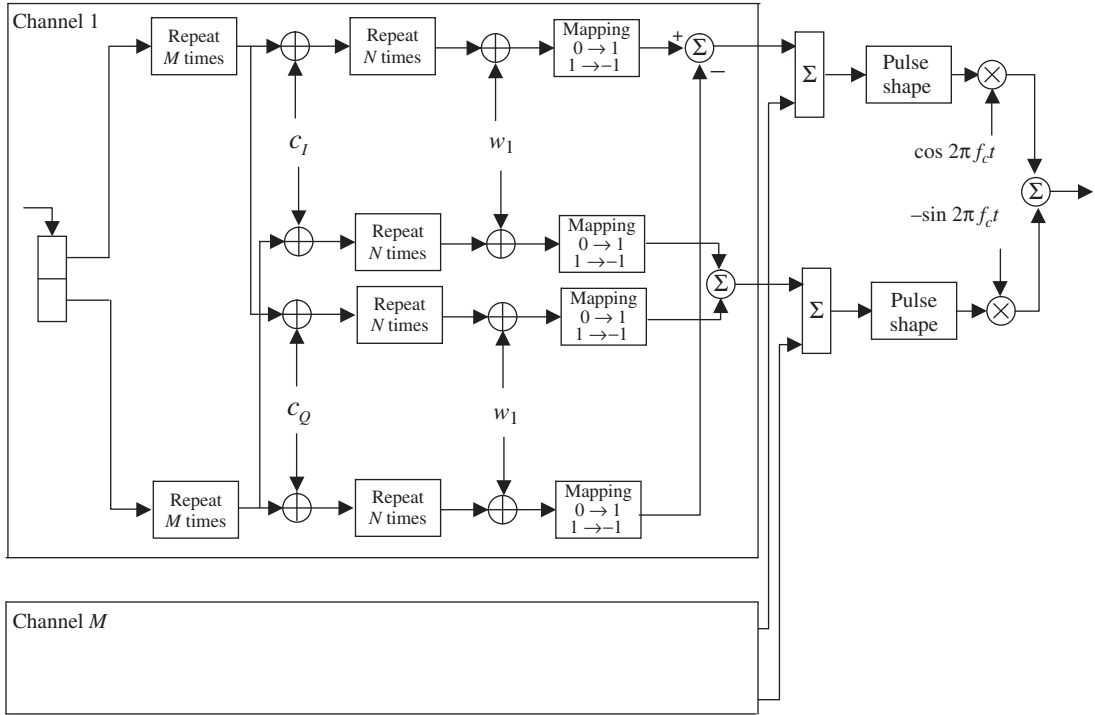 Channel 1
Repeat
M times
Repeat
N times
Mapping
0 → 1
1 →−1
+
Σ
−
Σ
Pulse
shape
×
c_I
w_1
cos 2π f_c t
Σ
−sin 2π f_c t
Repeat
N times
Mapping
0 → 1
1 →−1
Σ
Repeat
N times
Mapping
0 → 1
1 →−1
Σ
Pulse
shape
×
c_Q
w_1
Repeat
M times
Repeat
N times
Mapping
0 → 1
1 →−1
Channel M